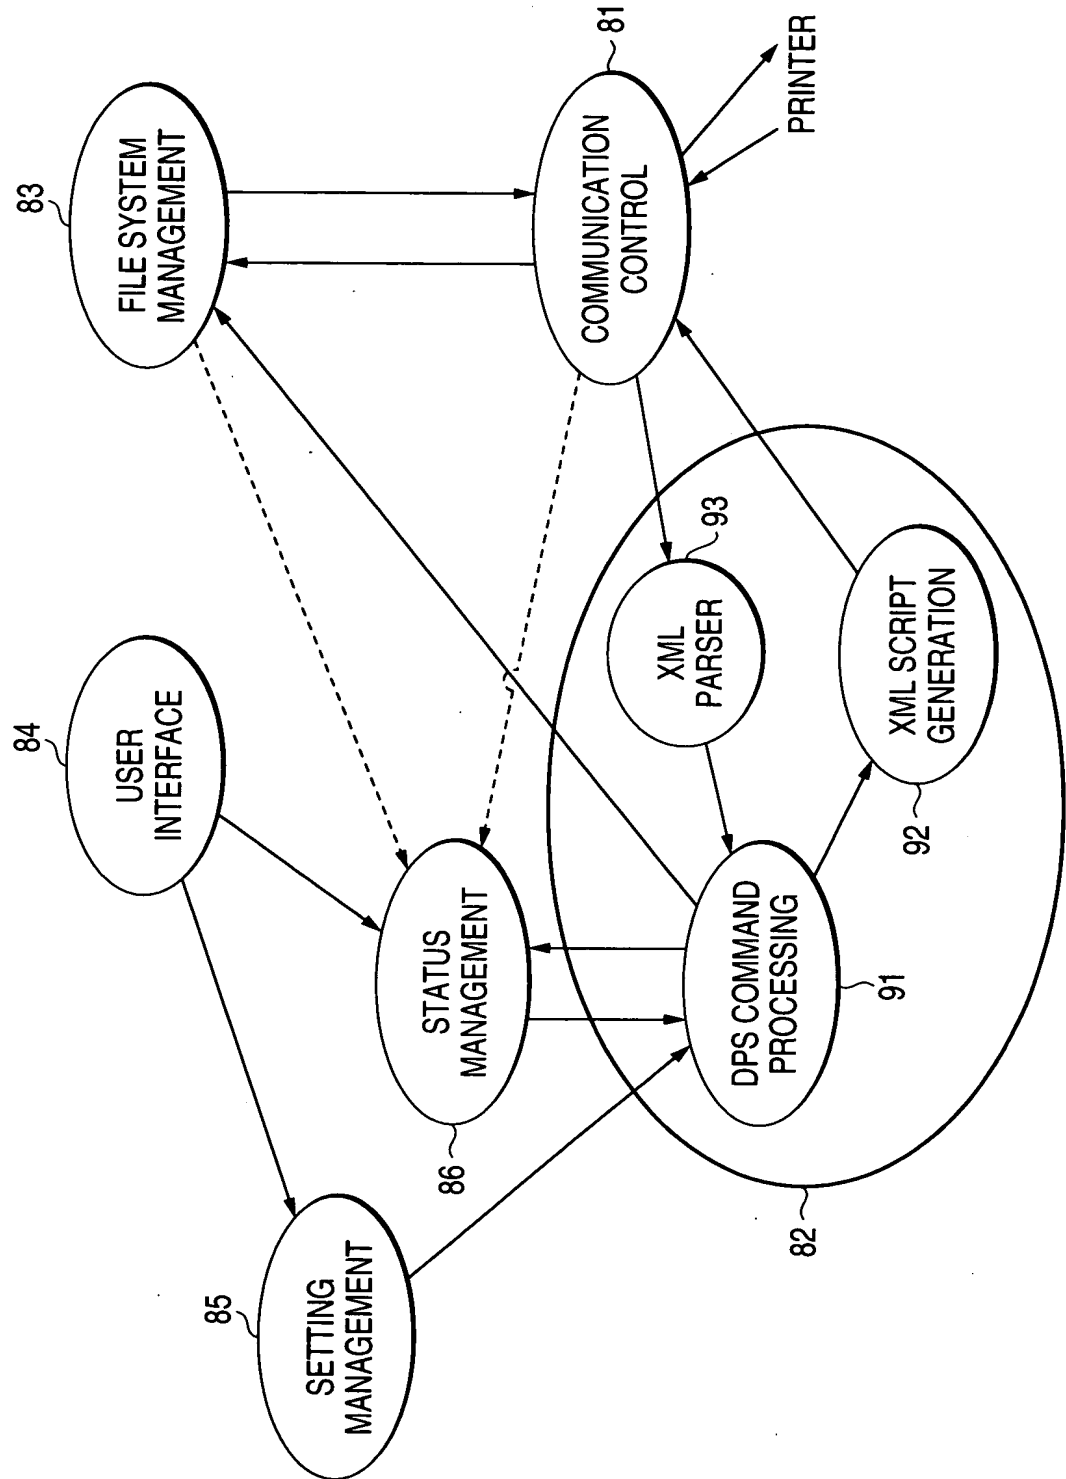 85
SETTING
MANAGEMENT
84
USER
INTERFACE
83
FILE SYSTEM
MANAGEMENT
86
STATUS
MANAGEMENT
81
COMMUNICATION
CONTROL
PRINTER
82
DPS COMMAND
PROCESSING
91
XML
PARSER
93
XML SCRIPT
GENERATION
92